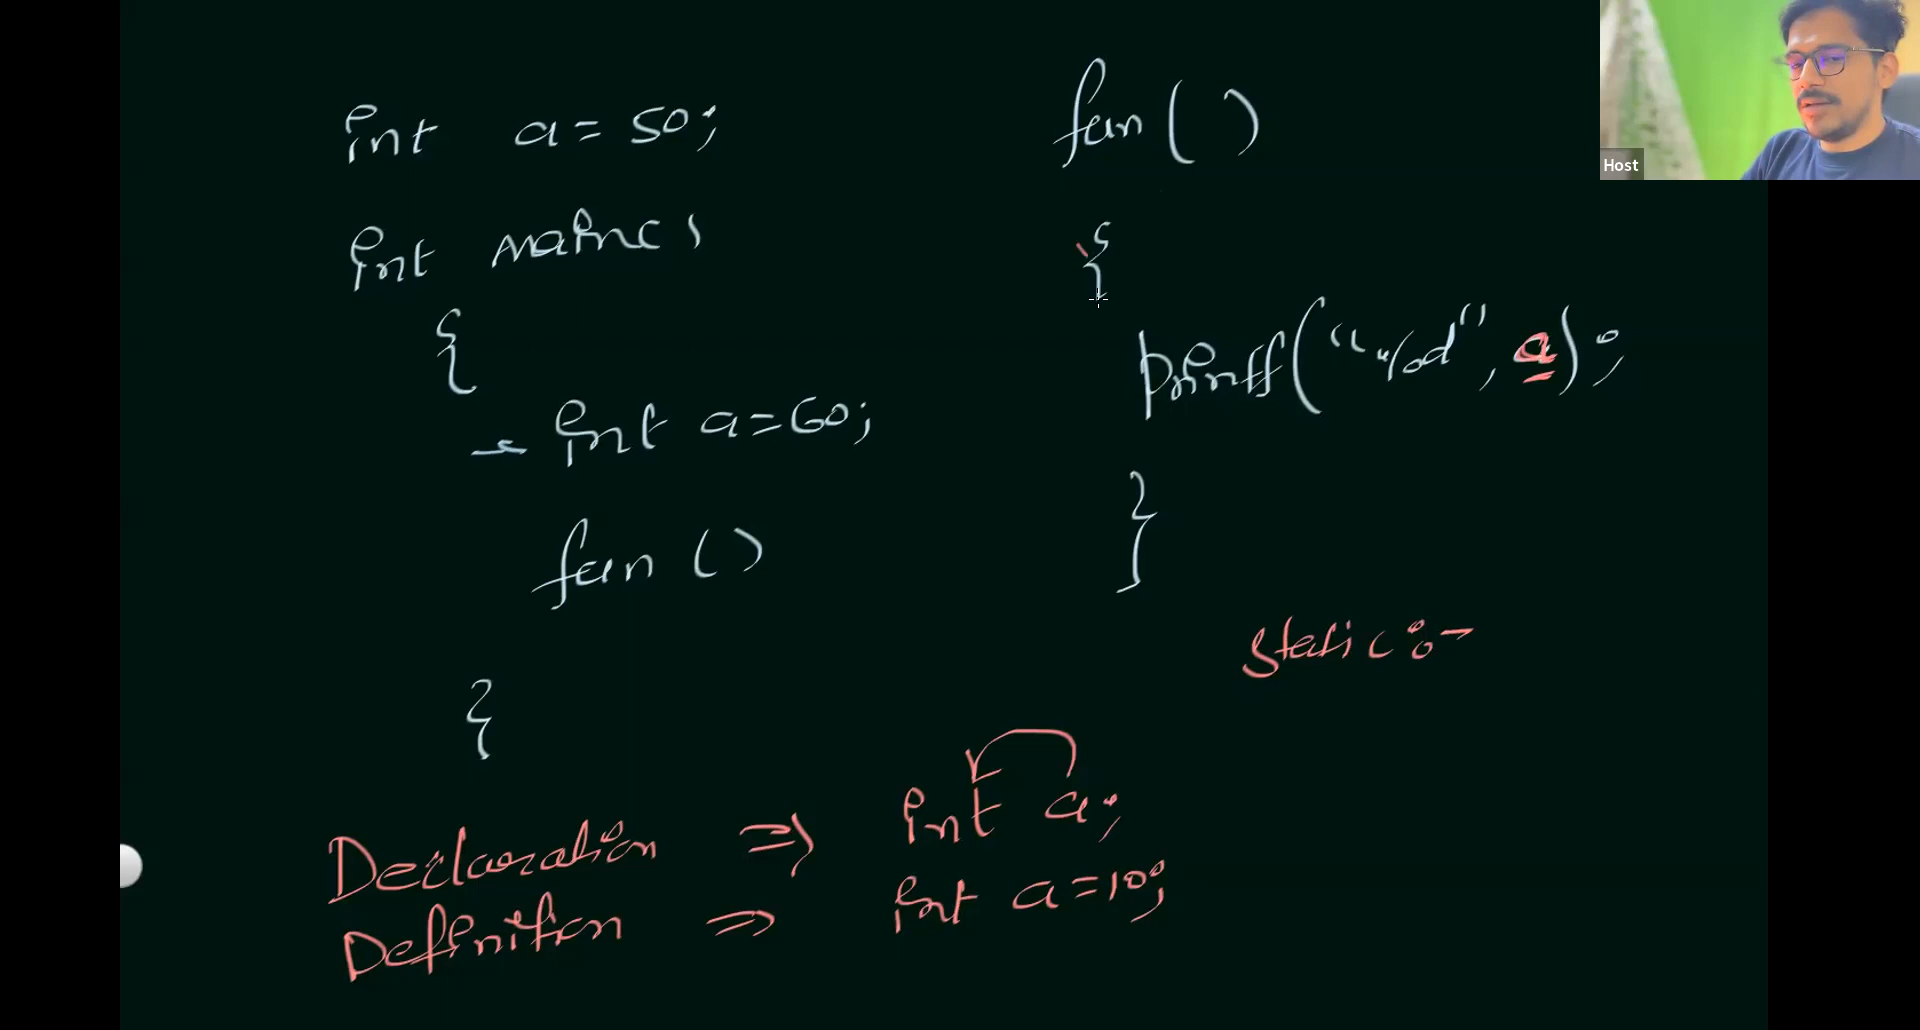 int a = 50;
int main( )
{
int a=60;
fun ()
}
fun ( )
{
printf("%d", a);
}
static :-
Declaration ⇒ int a;
Definition ⇒ int a=10;
Host